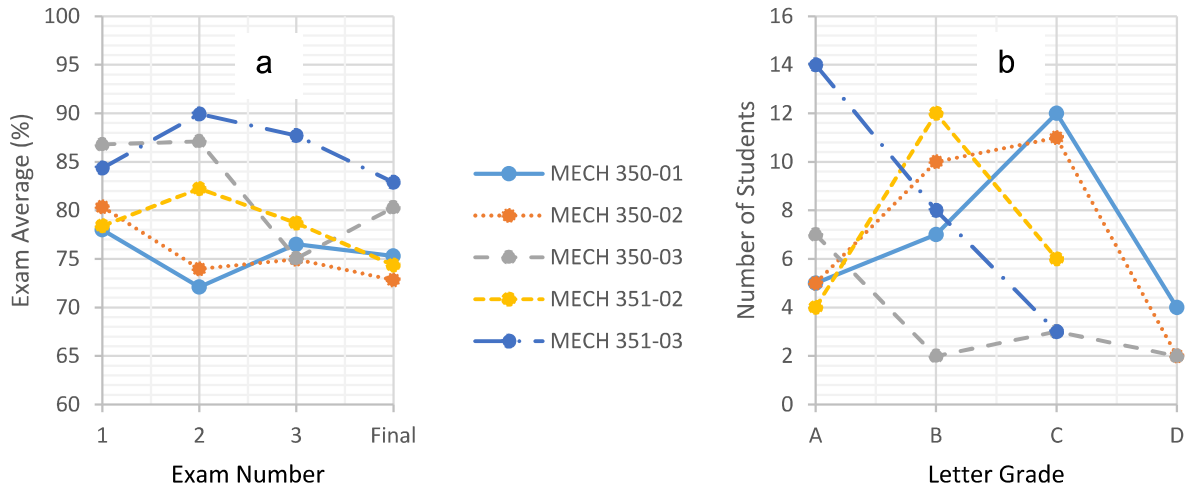 a
100
95
90
85
80
75
70
65
60
Exam Average (%)
1 2 3 Final
Exam Number
MECH 350-01
MECH 350-02
MECH 350-03
MECH 351-02
MECH 351-03
b
16
14
12
10
8
6
4
2
0
Number of Students
A B C D
Letter Grade